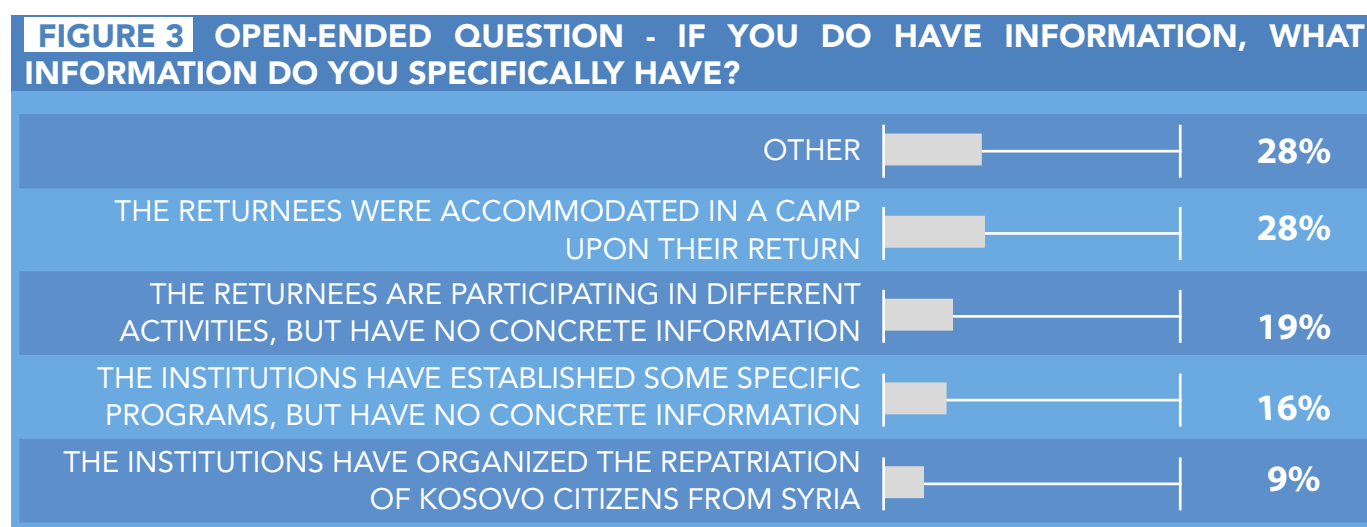 FIGURE 3 OPEN-ENDED QUESTION - IF YOU DO HAVE INFORMATION, WHAT
INFORMATION DO YOU SPECIFICALLY HAVE?
OTHER 28%
THE RETURNEES WERE ACCOMMODATED IN A CAMP
UPON THEIR RETURN 28%
THE RETURNEES ARE PARTICIPATING IN DIFFERENT
ACTIVITIES, BUT HAVE NO CONCRETE INFORMATION 19%
THE INSTITUTIONS HAVE ESTABLISHED SOME SPECIFIC
PROGRAMS, BUT HAVE NO CONCRETE INFORMATION 16%
THE INSTITUTIONS HAVE ORGANIZED THE REPATRIATION
OF KOSOVO CITIZENS FROM SYRIA 9%